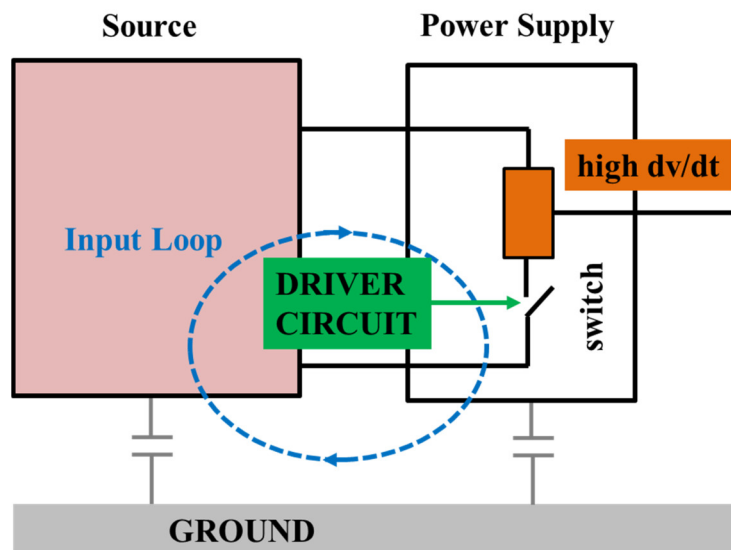 Source
Power Supply
high dv/dt
Input Loop
DRIVER
CIRCUIT
switch
GROUND